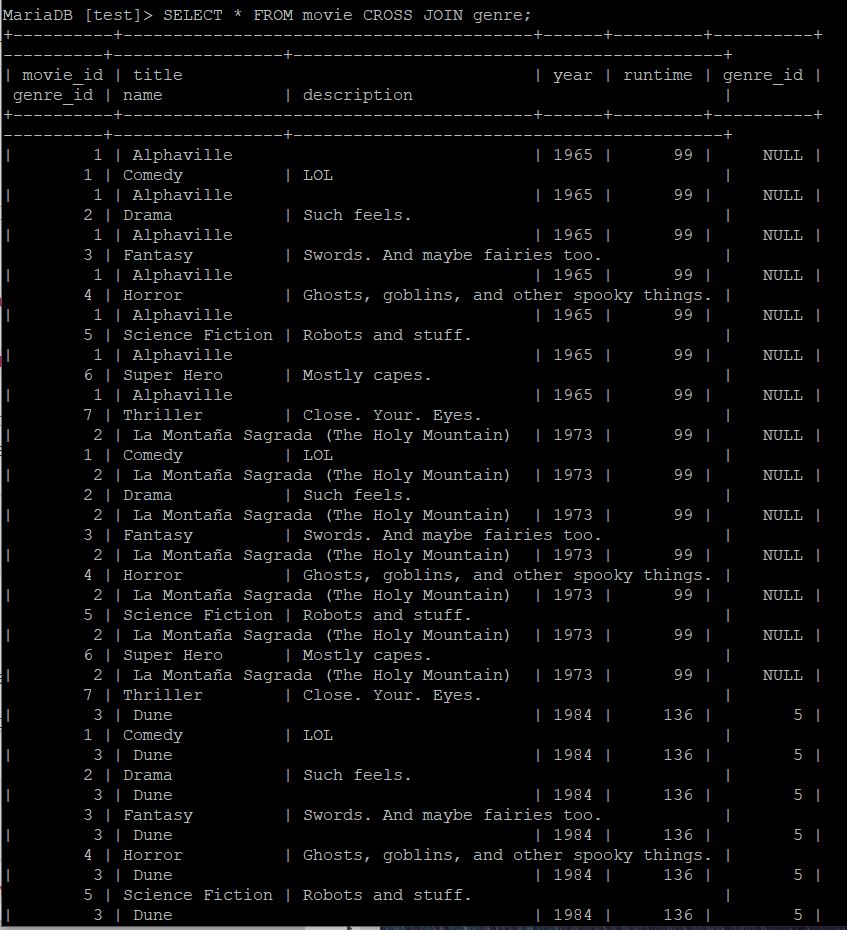 MariaDB [test]> SELECT * FROM movie CROSS JOIN genre;
+----------+-----------------------------------------+------+---------+----------+
----------+-----------------+-------------------------------------------+
| movie_id | title                                   | year | runtime | genre_id |
 genre_id | name            | description                               |
+----------+-----------------------------------------+------+---------+----------+
----------+-----------------+-------------------------------------------+
|        1 | Alphaville                              | 1965 |      99 |     NULL |
        1 | Comedy          | LOL                                       |
|        1 | Alphaville                              | 1965 |      99 |     NULL |
        2 | Drama           | Such feels.                               |
|        1 | Alphaville                              | 1965 |      99 |     NULL |
        3 | Fantasy         | Swords. And maybe fairies too.            |
|        1 | Alphaville                              | 1965 |      99 |     NULL |
        4 | Horror          | Ghosts, goblins, and other spooky things. |
|        1 | Alphaville                              | 1965 |      99 |     NULL |
        5 | Science Fiction | Robots and stuff.                         |
|        1 | Alphaville                              | 1965 |      99 |     NULL |
        6 | Super Hero      | Mostly capes.                             |
|        1 | Alphaville                              | 1965 |      99 |     NULL |
        7 | Thriller        | Close. Your. Eyes.                        |
|        2 | La Montaña Sagrada (The Holy Mountain)  | 1973 |      99 |     NULL |
        1 | Comedy          | LOL                                       |
|        2 | La Montaña Sagrada (The Holy Mountain)  | 1973 |      99 |     NULL |
        2 | Drama           | Such feels.                               |
|        2 | La Montaña Sagrada (The Holy Mountain)  | 1973 |      99 |     NULL |
        3 | Fantasy         | Swords. And maybe fairies too.            |
|        2 | La Montaña Sagrada (The Holy Mountain)  | 1973 |      99 |     NULL |
        4 | Horror          | Ghosts, goblins, and other spooky things. |
|        2 | La Montaña Sagrada (The Holy Mountain)  | 1973 |      99 |     NULL |
        5 | Science Fiction | Robots and stuff.                         |
|        2 | La Montaña Sagrada (The Holy Mountain)  | 1973 |      99 |     NULL |
        6 | Super Hero      | Mostly capes.                             |
|        2 | La Montaña Sagrada (The Holy Mountain)  | 1973 |      99 |     NULL |
        7 | Thriller        | Close. Your. Eyes.                        |
|        3 | Dune                                    | 1984 |     136 |        5 |
        1 | Comedy          | LOL                                       |
|        3 | Dune                                    | 1984 |     136 |        5 |
        2 | Drama           | Such feels.                               |
|        3 | Dune                                    | 1984 |     136 |        5 |
        3 | Fantasy         | Swords. And maybe fairies too.            |
|        3 | Dune                                    | 1984 |     136 |        5 |
        4 | Horror          | Ghosts, goblins, and other spooky things. |
|        3 | Dune                                    | 1984 |     136 |        5 |
        5 | Science Fiction | Robots and stuff.                         |
|        3 | Dune                                    | 1984 |     136 |        5 |